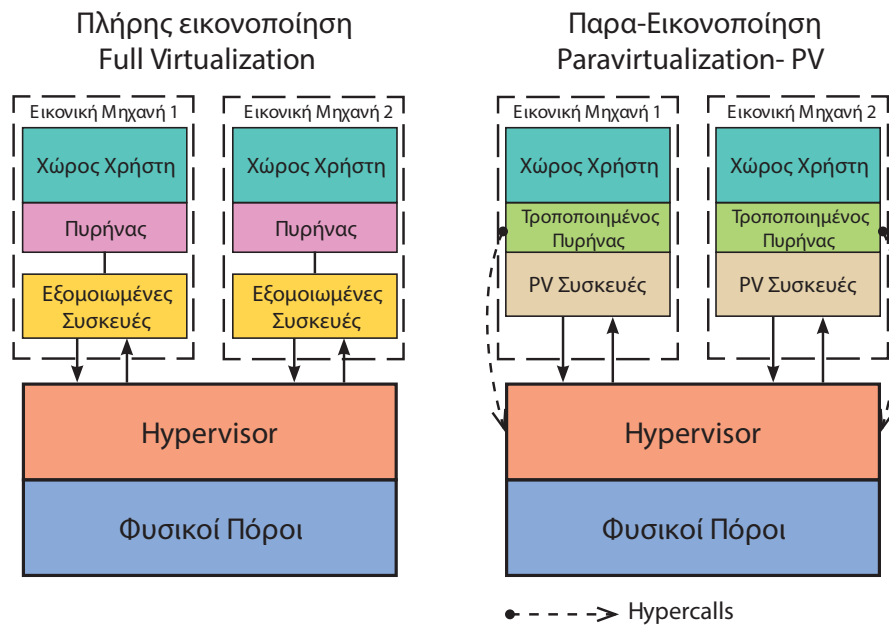 Πλήρης εικονοποίηση
Full Virtualization
Εικονική Μηχανή 1
Χώρος Χρήστη
Πυρήνας
Εξομοιωμένες
Συσκευές
Εικονική Μηχανή 2
Χώρος Χρήστη
Πυρήνας
Εξομοιωμένες
Συσκευές
Hypervisor
Φυσικοί Πόροι
Παρα-Εικονοποίηση
Paravirtualization- PV
Εικονική Μηχανή 1
Χώρος Χρήστη
Τροποποιημένος
Πυρήνας
PV Συσκευές
Εικονική Μηχανή 2
Χώρος Χρήστη
Τροποποιημένος
Πυρήνας
PV Συσκευές
Hypervisor
Φυσικοί Πόροι
Hypercalls